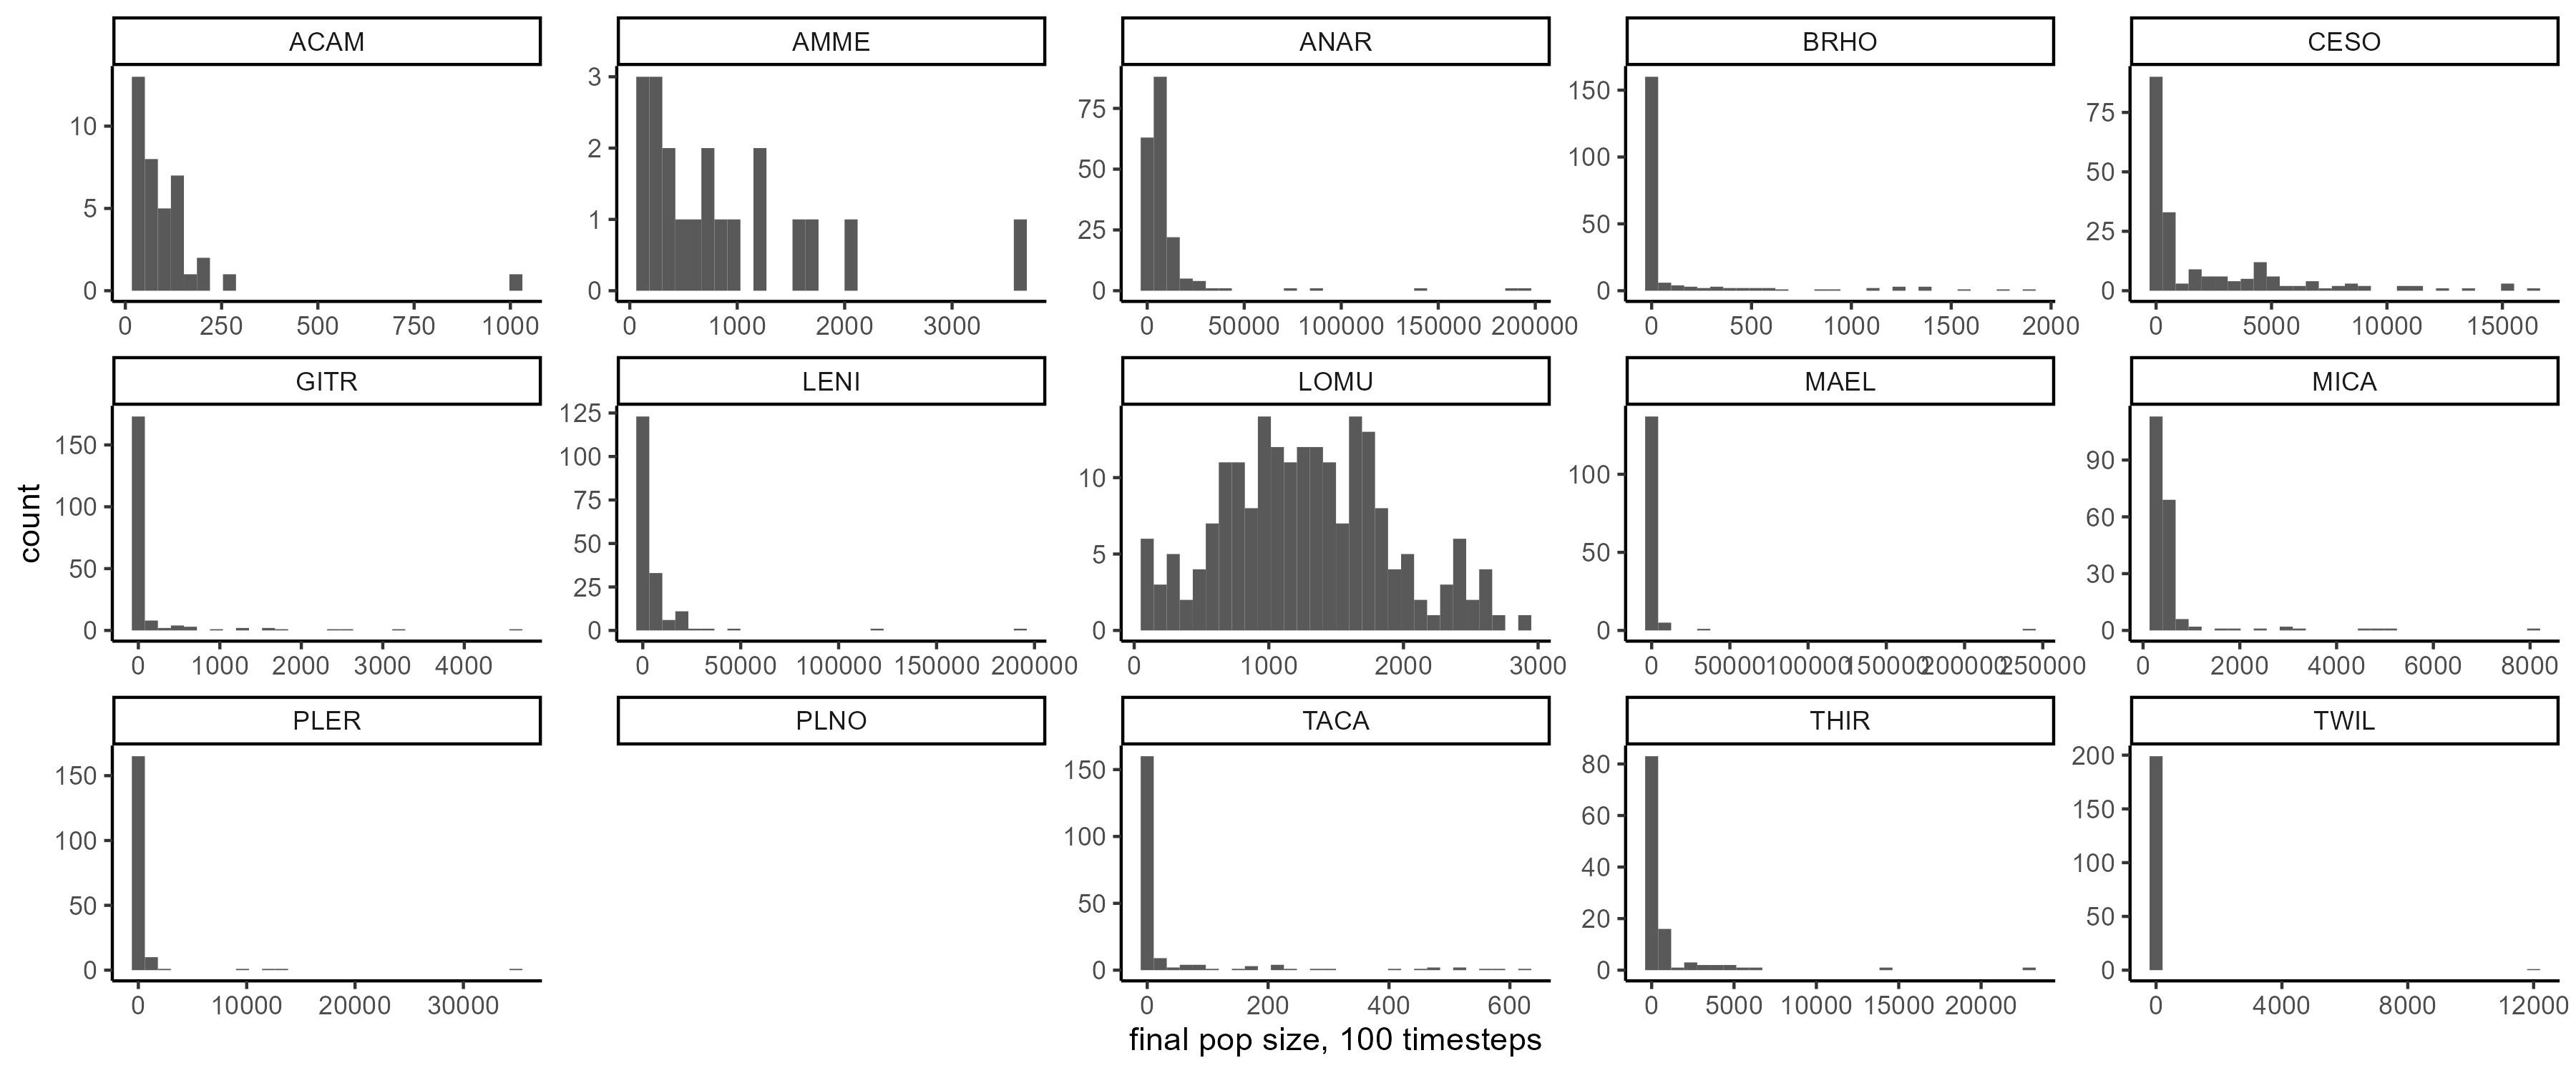 ACAM AMME ANAR BRHO CESO
10 5 0
3 2 1 0
75 50 25 0
150 100 50 0
75 50 25 0
0 250 500 750 1000
0 1000 2000 3000
0 50000 100000 150000 200000
0 500 1000 1500 2000
0 5000 10000 15000
count
GITR LENI LOMU MAEL MICA
150 100 50 0
125 100 75 50 25 0
10 5 0
100 50 0
90 60 30 0
0 1000 2000 3000 4000
0 50000 100000 150000 200000
0 1000 2000 3000
0 50000 100000 150000 200000 250000
0 2000 4000 6000 8000
PLER PLNO TACA THIR TWIL
150 100 50 0
150 100 50 0
80 60 40 20 0
200 150 100 50 0
0 10000 20000 30000
0 200 400 600
0 5000 10000 15000 20000
0 4000 8000 12000
final pop size, 100 timesteps